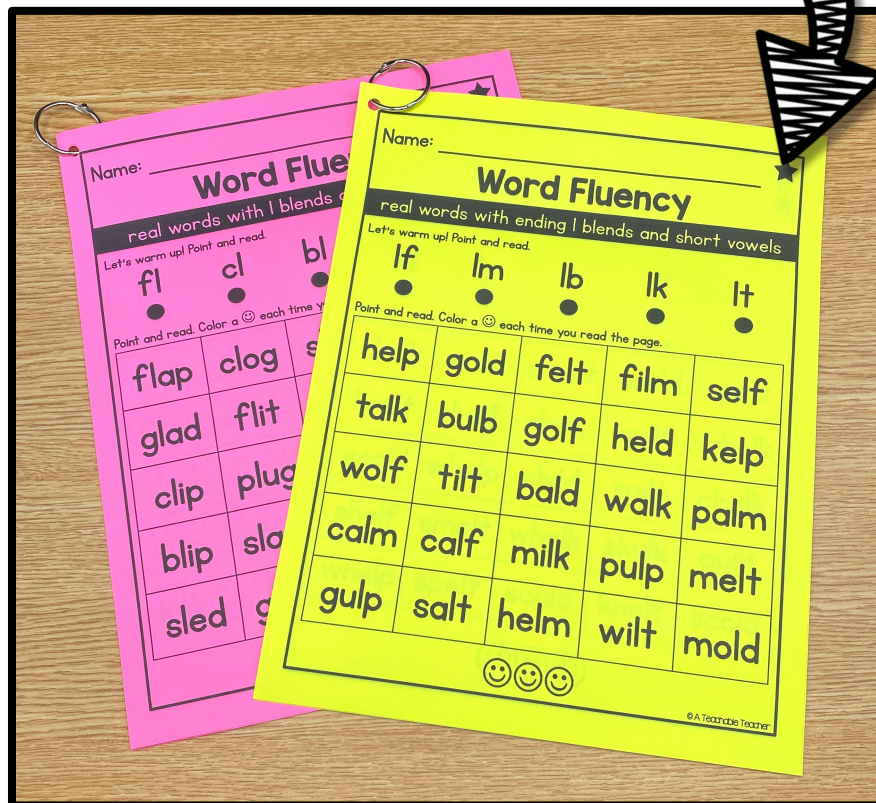 Name:
Word
real words with l blends
Let's warm up! Point and read.
fl cl bl
Point and read. Color a each time
flap clog
glad flit
clip plug
blip
sled
Name:
Word Fluency
real words with ending l blends and short vowels
Let's warm up! Point and read.
lf lm lb lk lt
Point and read. Color a ☺ each time you read the page.
help gold felt film self
talk bulb golf held kelp
wolf tilt bald walk palm
calm calf milk pulp melt
gulp salt helm wilt mold
© A Teachable Teacher